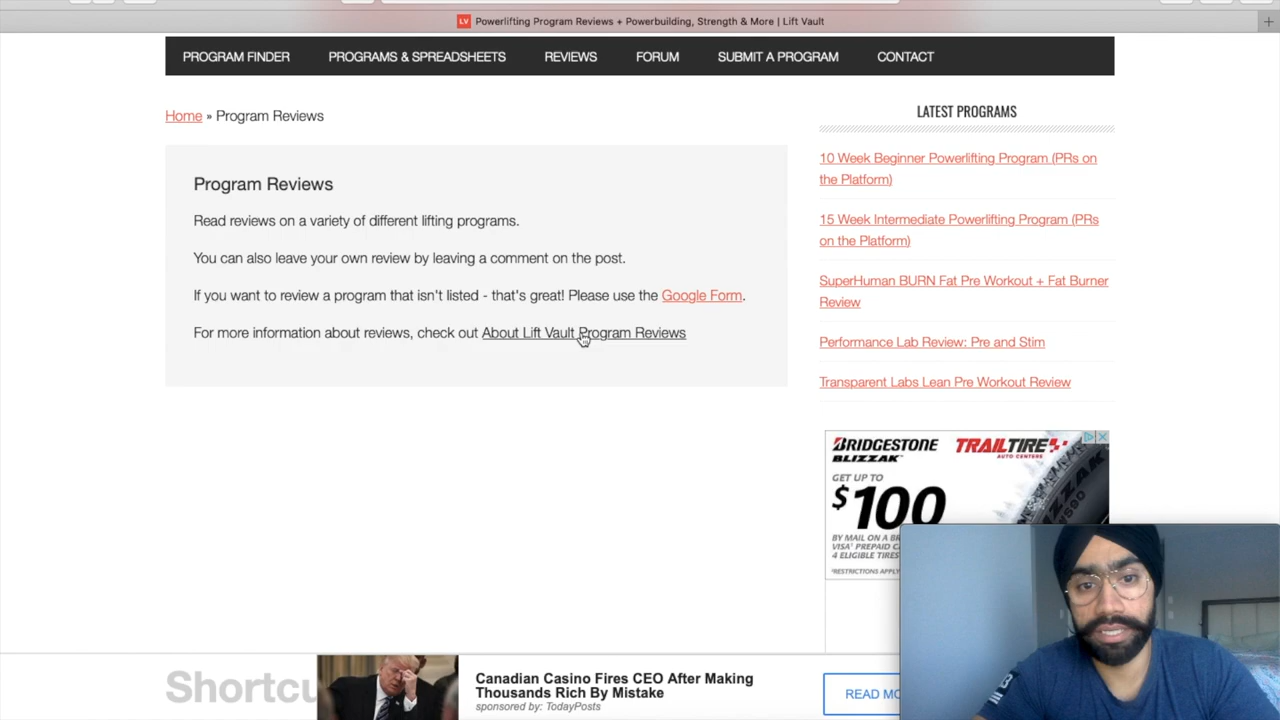 Powerlifting Program Reviews + Powerbuilding, Strength & More | Lift Vault
PROGRAM FINDER PROGRAMS & SPREADSHEETS REVIEWS FORUM SUBMIT A PROGRAM CONTACT
Home » Program Reviews
Program Reviews
Read reviews on a variety of different lifting programs.
You can also leave your own review by leaving a comment on the post.
If you want to review a program that isn't listed - that's great! Please use the Google Form.
For more information about reviews, check out About Lift Vault Program Reviews
LATEST PROGRAMS
10 Week Beginner Powerlifting Program (PRs
on the Platform)
15 Week Intermediate Powerlifting Program (PRs
on the Platform)
SuperHuman BURN Fat Pre Workout + Fat Burner
Review
Performance Lab Review: Pre and Stim
Transparent Labs Lean Pre Workout Review
BRIDGESTONE
BLIZZAK
TRAIL TIRE
AUTO CENTERS
GET UP TO
$100
BY MAIL ON A
VISA PREPAID
4 ELIGIBLE TIRES
*RESTRICTIONS APPLY
Shortcu
Canadian Casino Fires CEO After Making
Thousands Rich By Mistake
sponsored by: TodayPosts
READ